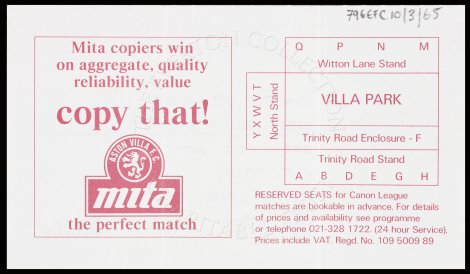 796EFC 10/3/65
Mita copiers win
on aggregate, quality
reliability, value
copy that!
ASTON VILLA F.C.
mita
the perfect match
Q P N M
Witton Lane Stand
Y X W V T
North Stand
VILLA PARK
Trinity Road Enclosure - F
Trinity Road Stand
A B D E G H
RESERVED SEATS for Canon League
matches are bookable in advance. For details
of prices and availability see programme
or telephone 021-328 1722. (24 hour Service).
Prices include VAT. Regd. No. 109 5009 89